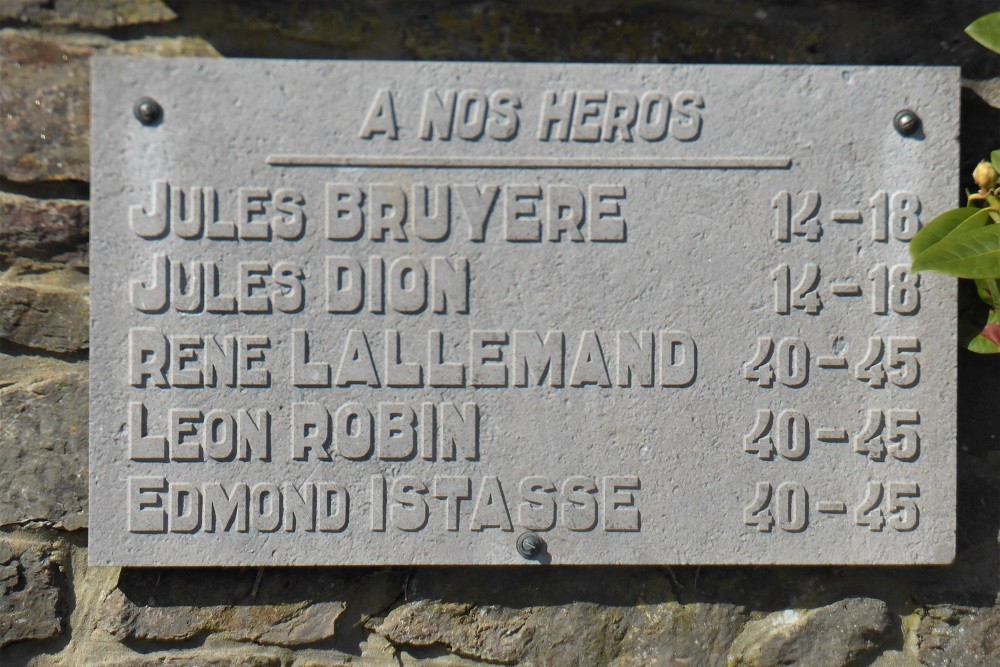 A NOS HEROS
JULES BRUYERE 14-18
JULES DION 14-18
RENE LALLEMAND 40-45
LEON ROBIN 40-45
EDMOND ISTASSE 40-45